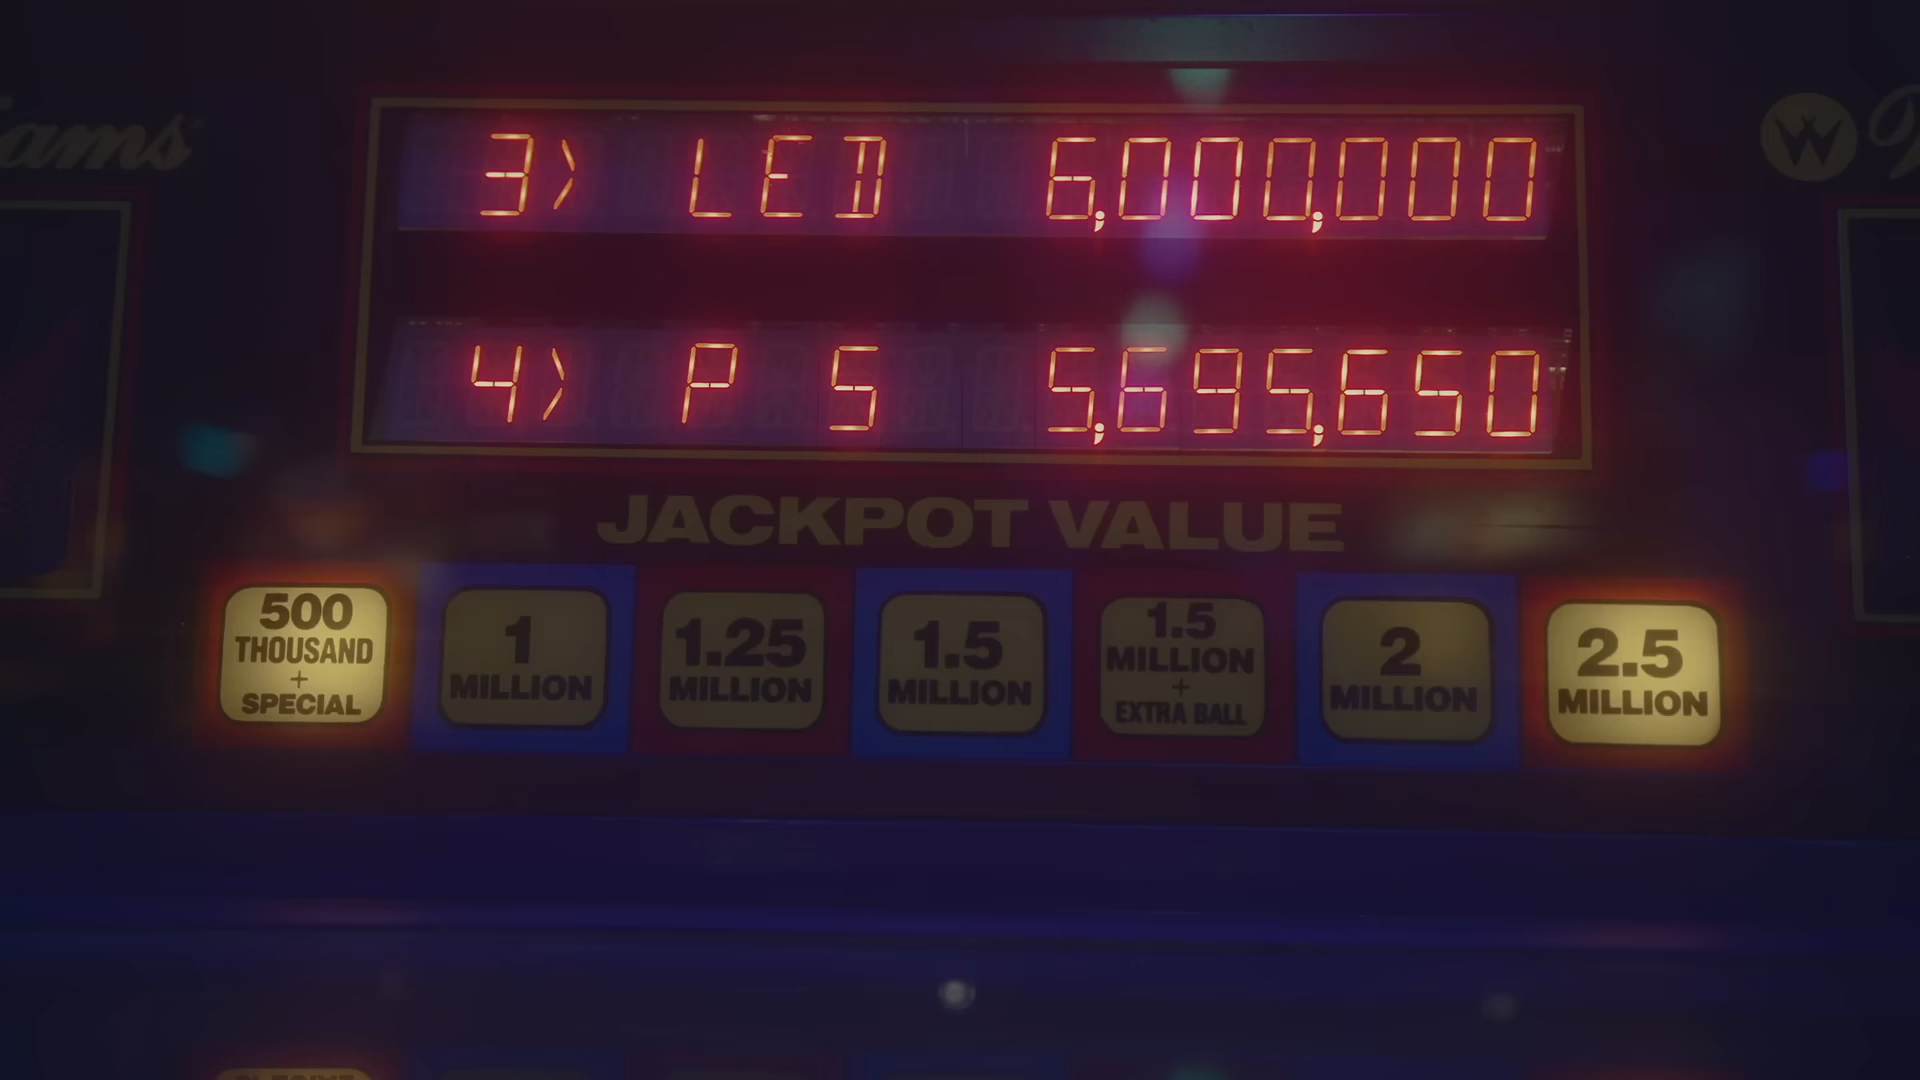 3> LED 6,000,000
4> P S 5,695,650
JACKPOT VALUE
500
THOUSAND
+
SPECIAL
1
MILLION
1.25
MILLION
1.5
MILLION
1.5
MILLION
+
EXTRA BALL
2
MILLION
2.5
MILLION